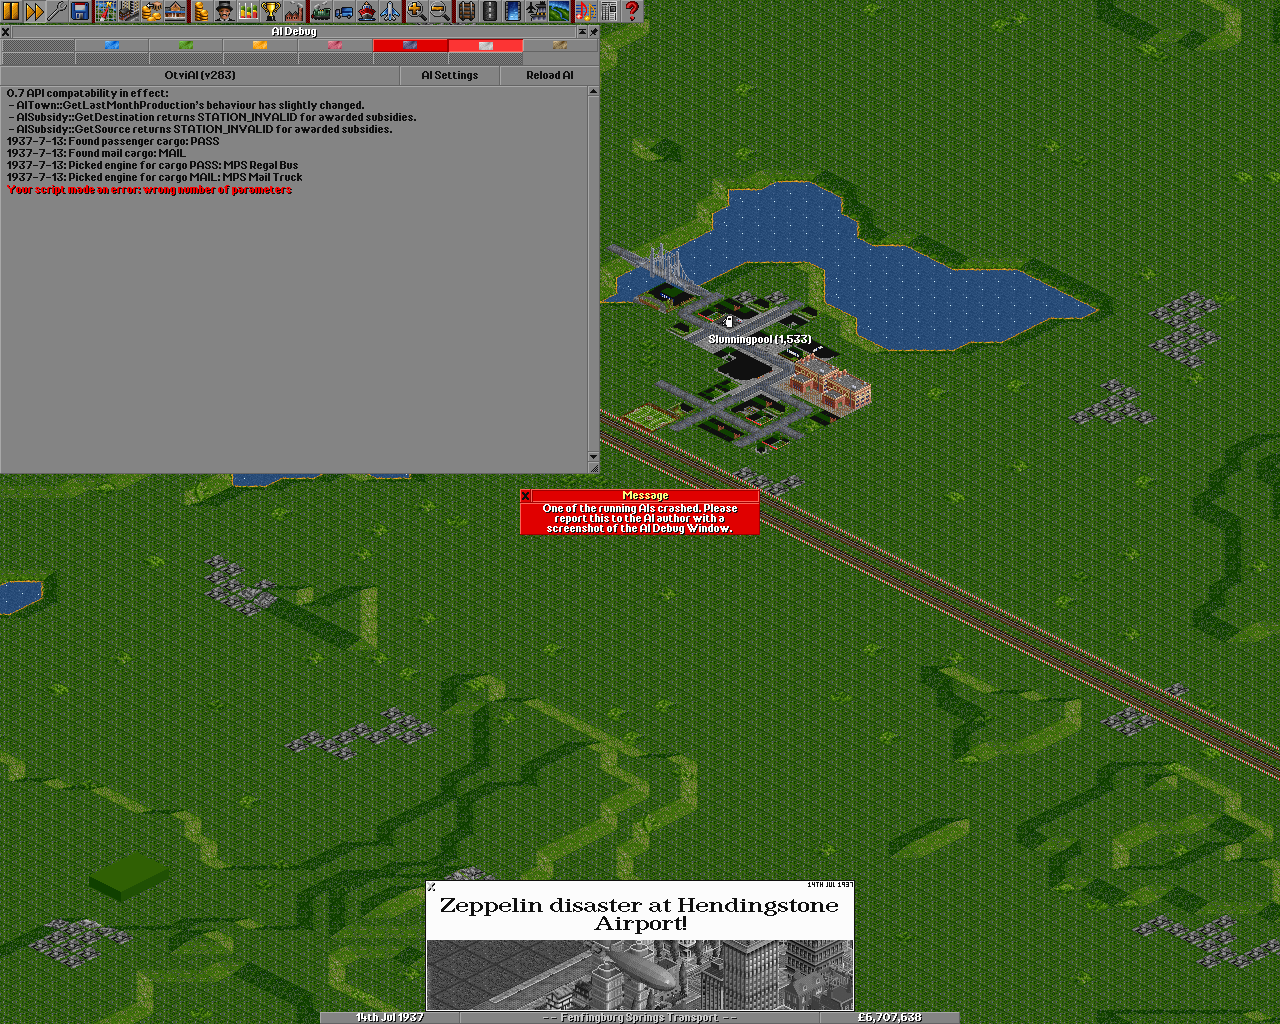 AI Debug
OtviAI (v283)
AI Settings
Reload AI
0.7 API compatability in effect:
- AITown::GetLastMonthProduction's behaviour has slightly changed.
- AISubsidy::GetDestination returns STATION_INVALID for awarded subsidies.
- AISubsidy::GetSource returns STATION_INVALID for awarded subsidies.
1937-7-13: Found passenger cargo: PASS
1937-7-13: Found mail cargo: MAIL
1937-7-13: Picked engine for cargo PASS: MPS Regal Bus
1937-7-13: Picked engine for cargo MAIL: MPS Mail Truck
Your script made an error: wrong number of parameters
Slunningpool (1,533)
Message
One of the running AIs crashed. Please
report this to the AI author with a
screenshot of the AI Debug Window.
14TH JUL 1937
Zeppelin disaster at Hendingstone
Airport!
14th Jul 1937
-- Fenfingburg Springs Transport --
£6,707,638